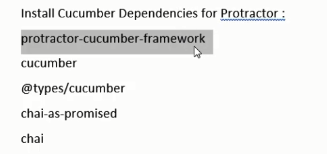 Install Cucumber Dependencies for Protractor :
protractor-cucumber-framework
cucumber
@types/cucumber
chai-as-promised
chai